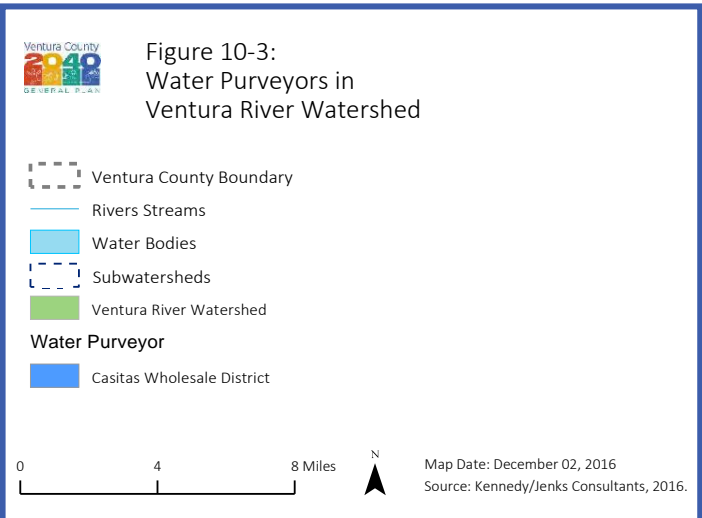 Ventura County
2040
GENERAL PLAN
Figure 10-3:
Water Purveyors in
Ventura River Watershed
Ventura County Boundary
Rivers Streams
Water Bodies
Subwatersheds
Ventura River Watershed
Water Purveyor
Casitas Wholesale District
0 4 8 Miles
N
Map Date: December 02, 2016
Source: Kennedy/Jenks Consultants, 2016.